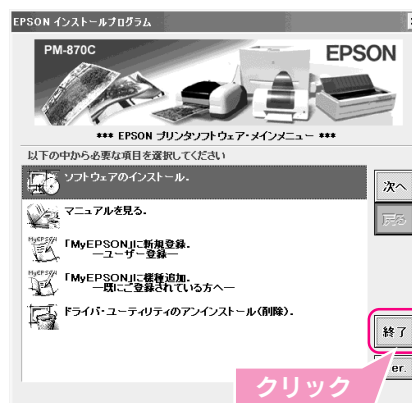 EPSON インストールプログラム
PM-870C
EPSON
*** EPSON プリンタソフトウェア・メインメニュー ***
以下の中から必要な項目を選択してください
ソフトウェアのインストール.
マニュアルを見る.
MyEPSON
「MyEPSON」に新規登録.
―ユーザー登録―
MyEPSON
「MyEPSON」に機種追加.
―既にご登録されている方へ―
ドライバ・ユーティリティのアンインストール(削除).
次へ
戻る
終了
er.
クリック